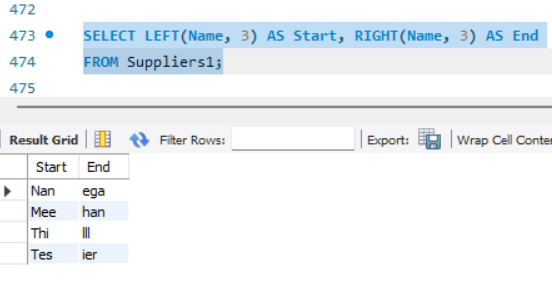 472
473 SELECT LEFT(Name, 3) AS Start, RIGHT(Name, 3) AS End
474 FROM Suppliers1;
475
Result Grid Filter Rows: Export: Wrap Cell Conten
Start End
Nan ega
Mee han
Thi lll
Tes ier